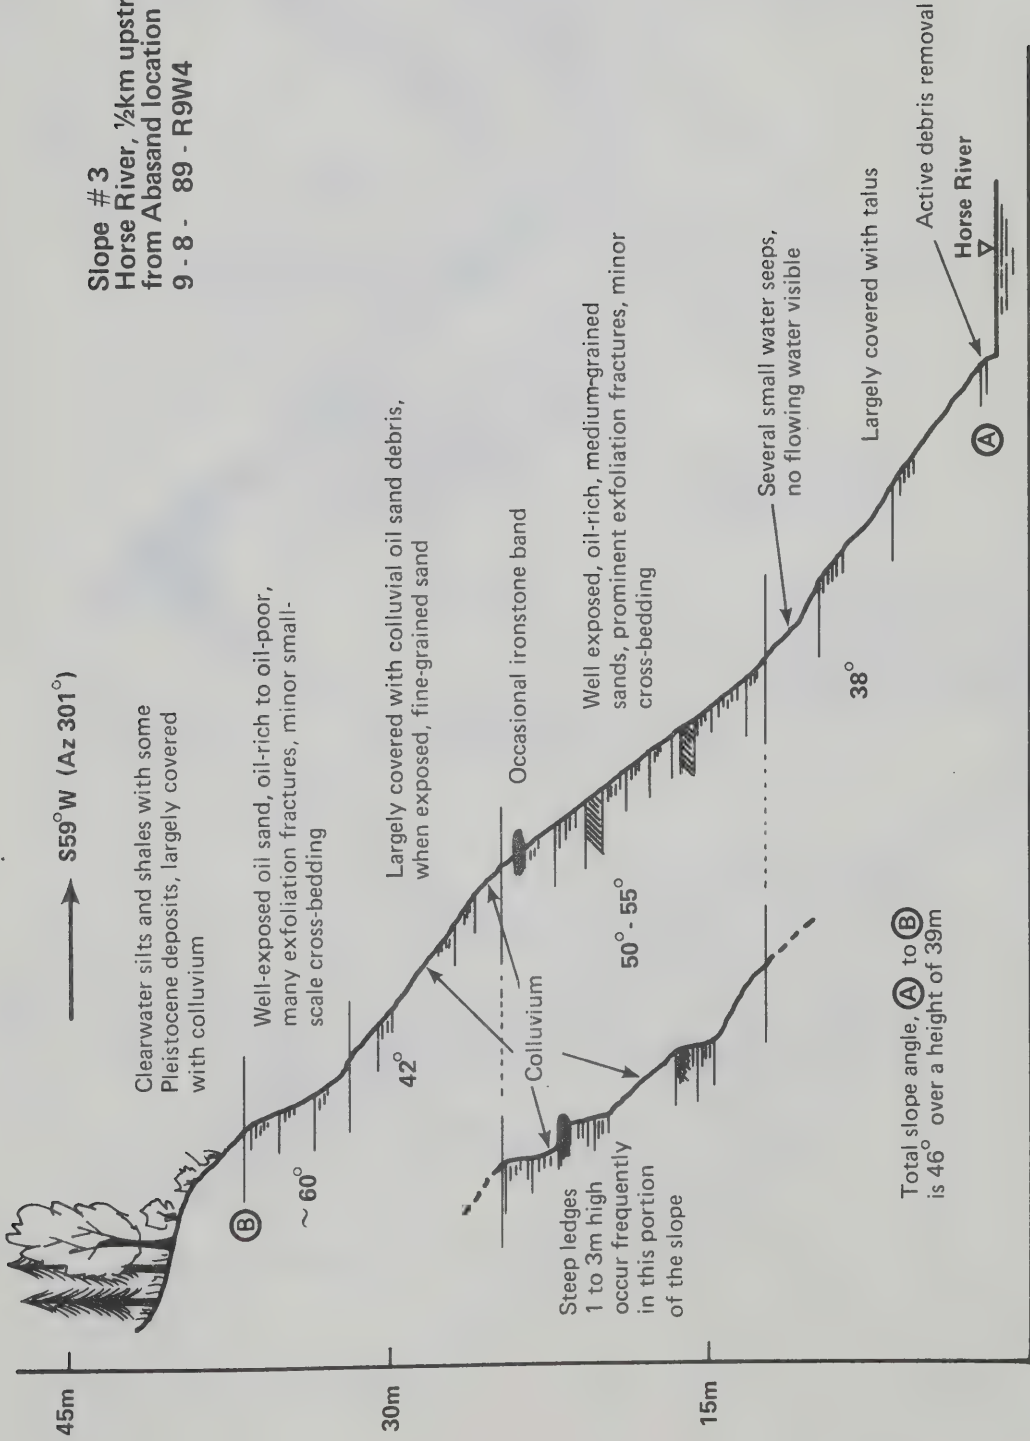 Slope #3
Horse River, ½km
from Abasand location
9 - 8 - 89 - R9W4
S59°W (Az 301°)
Clearwater silts and shales with some
Pleistocene deposits, largely covered
with colluvium
Well-exposed oil sand, oil-rich to oil-poor,
many exfoliation fractures, minor small-
scale cross-bedding
Largely covered with colluvial oil sand debris,
when exposed, fine-grained sand
Occasional ironstone band
Well exposed, oil-rich, medium-grained
sands, prominent exfoliation fractures, minor
cross-bedding
Several small water seeps,
no flowing water visible
Largely covered with talus
Active debris removal
Horse River
A
B
~ 60°
42°
50° - 55°
38°
Colluvium
Steep ledges
1 to 3m high
occur frequently
in this portion
of the slope
Total slope angle, A to B
is 46° over a height of 39m
45m
30m
15m